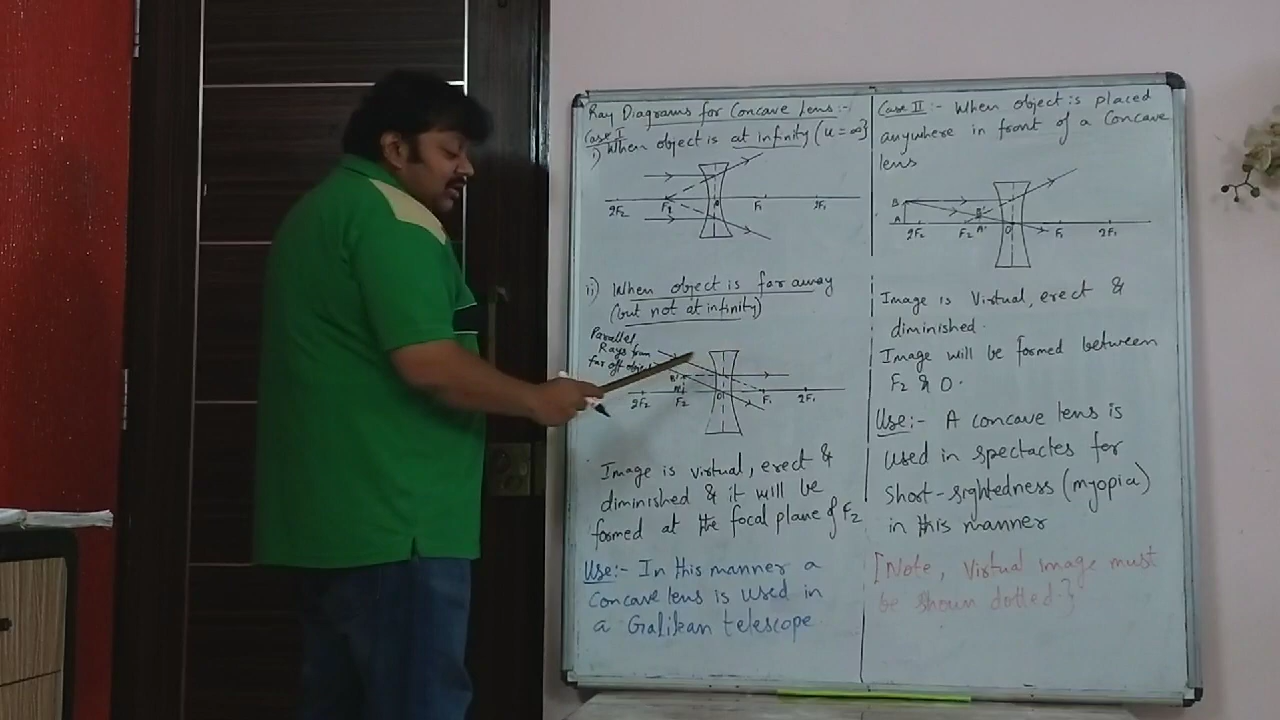 Ray Diagrams for Concave Lens:-
Case I
i) When object is at infinity (u = ∞}
2F2 F2 O F1 2F1
ii) When object is far away
(but not at infinity)
Parallel
Rays from
far off object
B'
A'
2F2 F2 O F1 2F1
Image is virtual, erect &
diminished & it will be
formed at the focal plane of F2
Use:- In this manner a
Concave lens is used in
a Galilean telescope
Case II :- When object is placed
anywhere in front of a Concave
lens
B B'
A
2F2 F2 A' O F1 2F1
Image is Virtual, erect &
diminished.
Image will be formed between
F2 & O.
Use:- A concave lens is
used in spectacles for
Short-sightedness (myopia)
in this manner
[Note, Virtual image must
be shown dotted.}